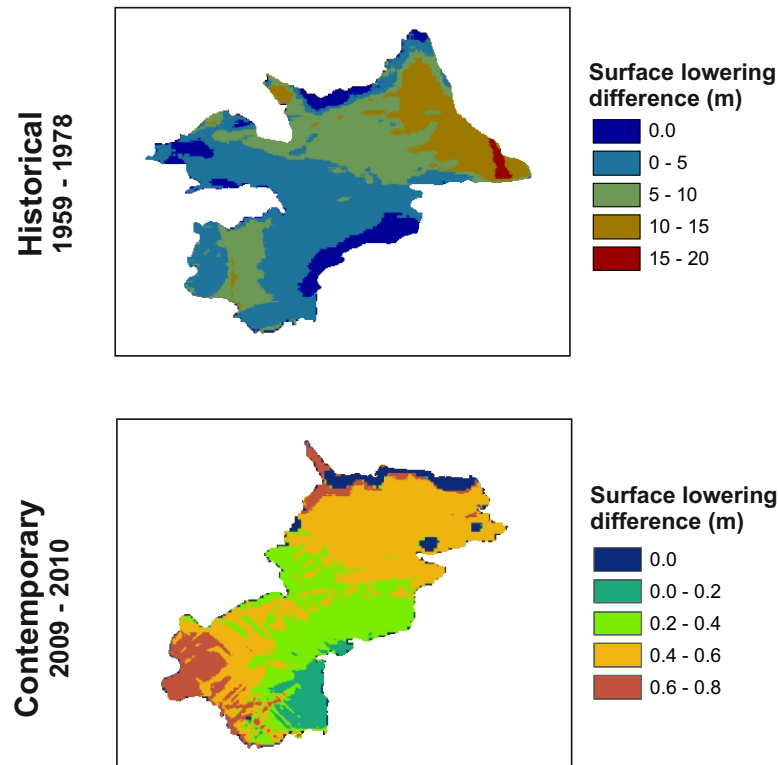 Historical
1959 - 1978
Surface lowering
difference (m)
0.0
0 - 5
5 - 10
10 - 15
15 - 20
Contemporary
2009 - 2010
Surface lowering
difference (m)
0.0
0.0 - 0.2
0.2 - 0.4
0.4 - 0.6
0.6 - 0.8